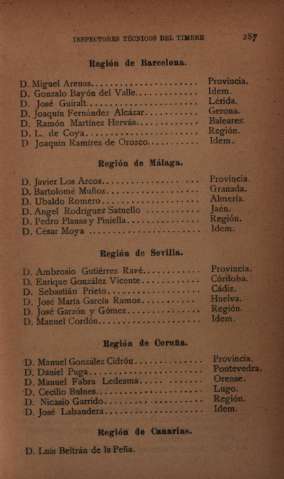 INSPECTORES TÉCNICOS DEL TIMBRE 287
Región de Barcelona.
D. Miguel Arenas.................... Provincia.
D. Gonzalo Bayón del Valle.......... Idem.
D. José Guiralt..................... Lérida.
D. Joaquín Fernández Alcázar........ Gerona.
D. Ramón Martínez Hervás............ Baleares.
D. L. de Coya....................... Región.
D Joaquín Ramírez de Orozco......... Idem.
Región de Málaga.
D. Javier Los Arcos................. Provincia.
D. Bartolomé Muñoz.................. Granada.
D. Ubaldo Romero.................... Almería.
D. Angel Rodríguez Satuello ........ Jaén.
D. Pedro Planas y Piniella.......... Región.
D. César Moya ...................... Idem.
Región de Sevilla.
D. Ambrosio Gutiérrez Ravé.......... Provincia.
D. Enrique González Vicente......... Córdoba.
D. Sebastián Prieto................. Cádiz.
D. José María García Ramos.......... Huelva.
D. José Garzón y Gómez.............. Región.
D. Manuel Cordón.................... Idem.
Región de Coruña.
D. Manuel González Cidrón........... Provincia.
D. Daniel Puga...................... Pontevedra.
D. Manuel Fabra Ledesma ............ Orense.
D. Cecilio Bulnes................... Lugo.
D. Nicasio Garrido.................. Región.
D. José Labandera................... Idem.
Región de Canarias.
D. Luis Beltrán de la Peña.